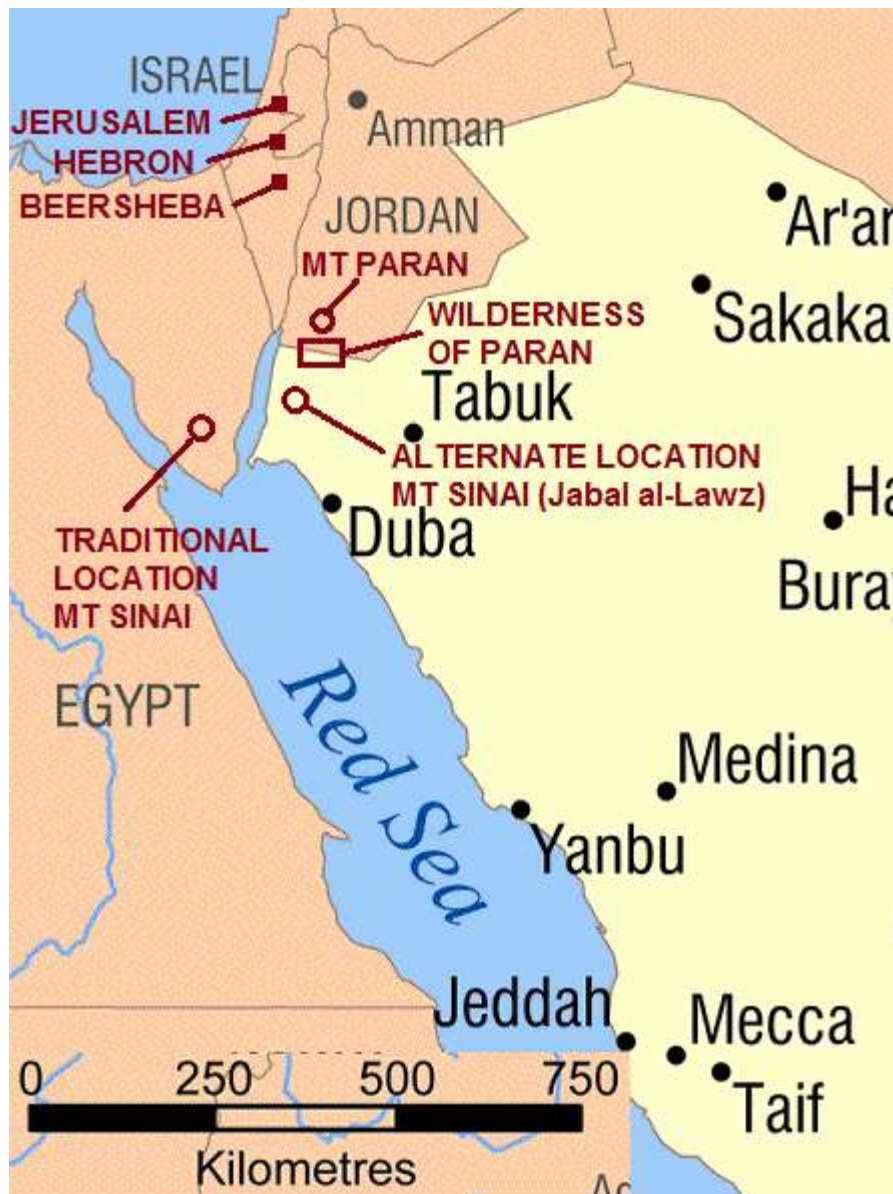 ISRAEL
JERUSALEM
Amman
HEBRON
BEERSHEBA
JORDAN
Ar'ar
Sakaka
MT PARAN
WILDERNESS
OF PARAN
Tabuk
ALTERNATE LOCATION
MT SINAI (Jabal al-Lawz)
Duba
TRADITIONAL
LOCATION
MT SINAI
Ha
Bura
EGYPT
Red Sea
Medina
Yanbu
Jeddah
Mecca
Taif
0 250 500 750
Kilometres